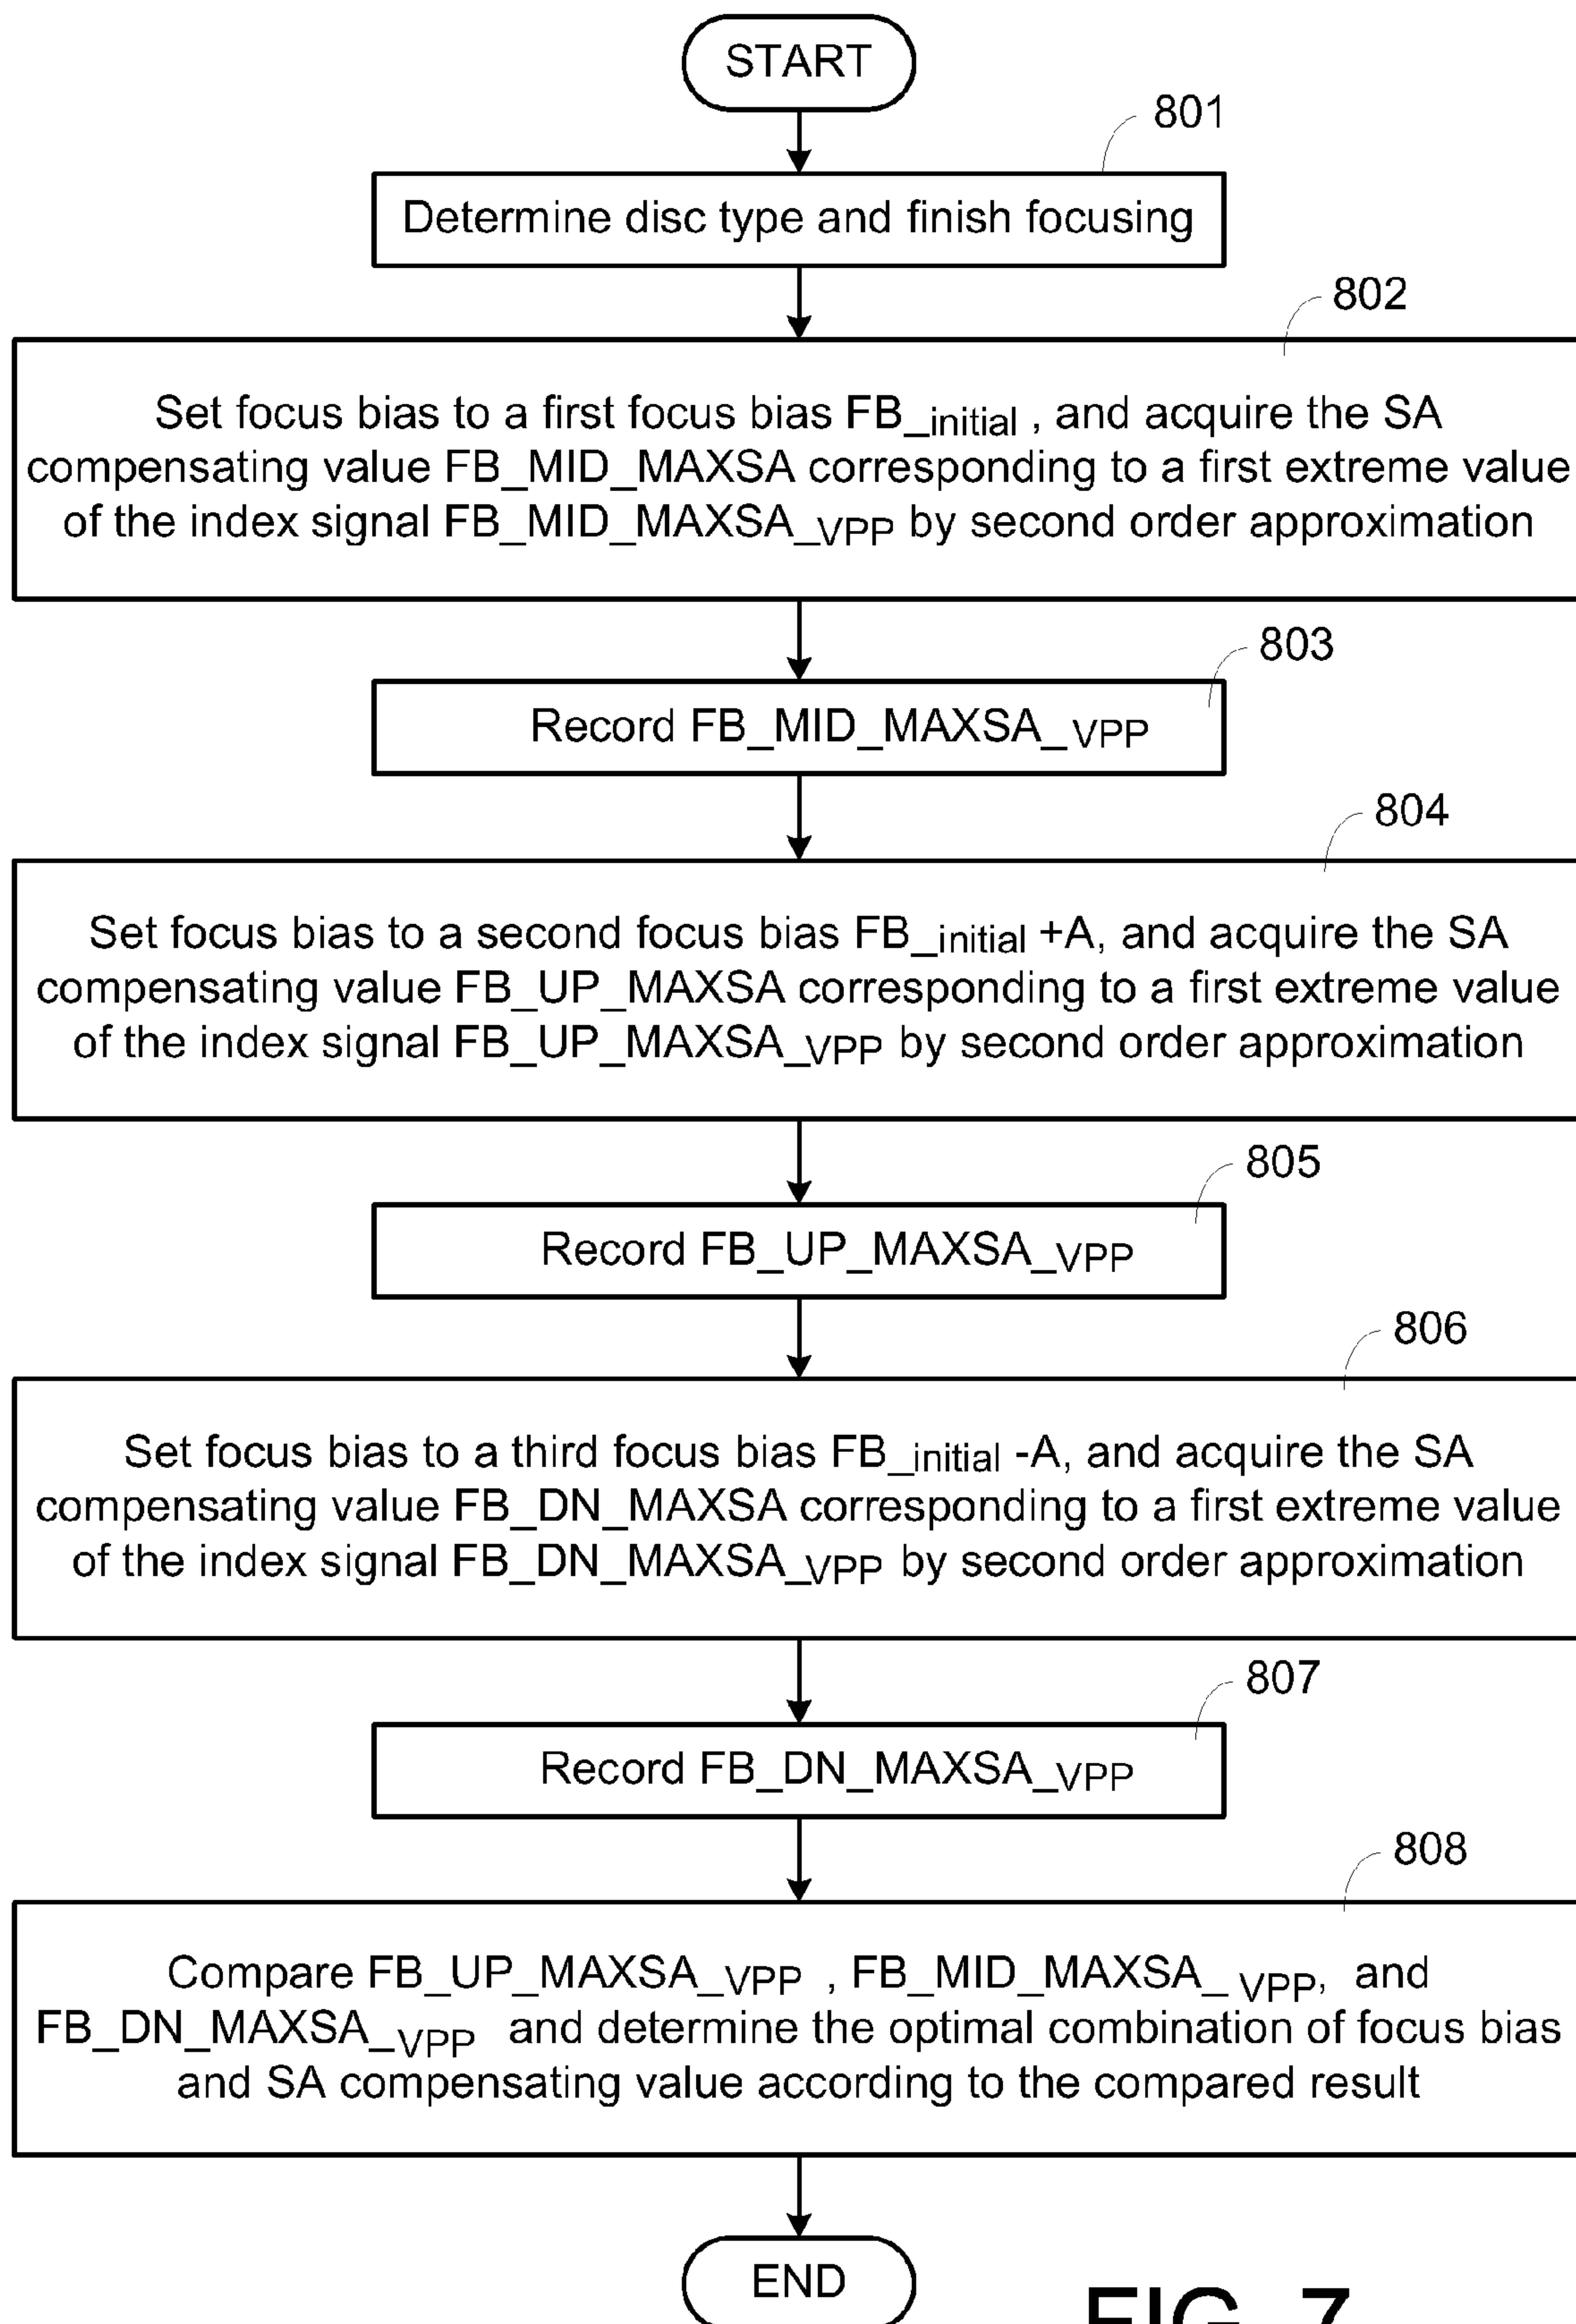 START
801
Determine disc type and finish focusing
802
Set focus bias to a first focus bias FB_initial , and acquire the SA
compensating value FB_MID_MAXSA corresponding to a first extreme value
of the index signal FB_MID_MAXSA_VPP by second order approximation
803
Record FB_MID_MAXSA_VPP
804
Set focus bias to a second focus bias FB_initial +A, and acquire the SA
compensating value FB_UP_MAXSA corresponding to a first extreme value
of the index signal FB_UP_MAXSA_VPP by second order approximation
805
Record FB_UP_MAXSA_VPP
806
Set focus bias to a third focus bias FB_initial -A, and acquire the SA
compensating value FB_DN_MAXSA corresponding to a first extreme value
of the index signal FB_DN_MAXSA_VPP by second order approximation
807
Record FB_DN_MAXSA_VPP
808
Compare FB_UP_MAXSA_VPP , FB_MID_MAXSA_ VPP, and
FB_DN_MAXSA_VPP and determine the optimal combination of focus bias
and SA compensating value according to the compared result
END
FIG. 7